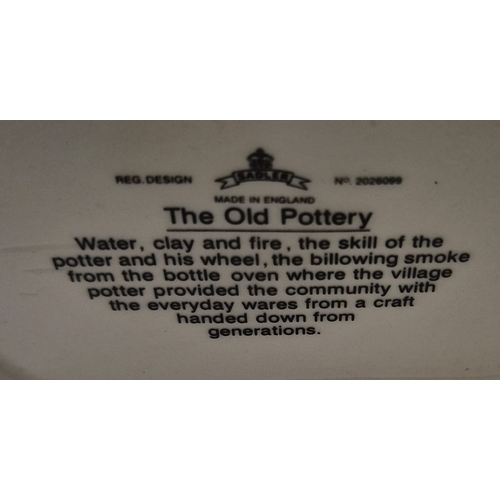 REG. DESIGN SADLER Nº. 2026099
MADE IN ENGLAND
The Old Pottery
Water, clay and fire, the skill of the
potter and his wheel, the billowing smoke
from the bottle oven where the village
potter provided the community with
the everyday wares from a craft
handed down from
generations.